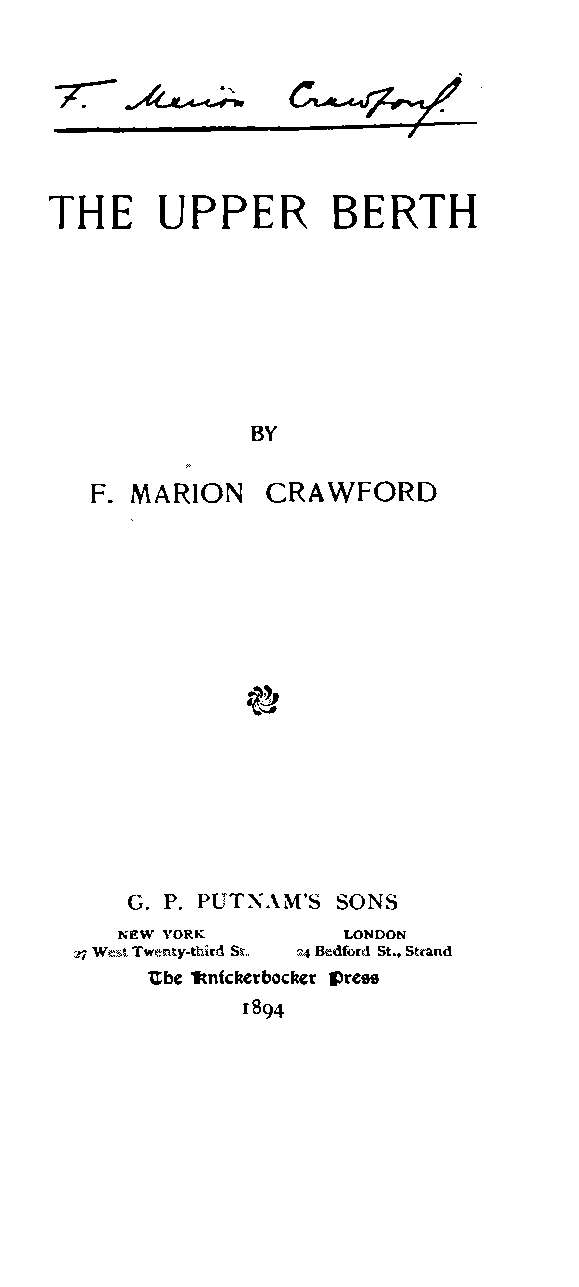 F. Marion Crawford.
THE UPPER BERTH
BY
F. MARION CRAWFORD
G. P. PUTNAM'S SONS
NEW YORK LONDON
27 West Twenty-third St. 24 Bedford St., Strand
The Knickerbocker Press
1894